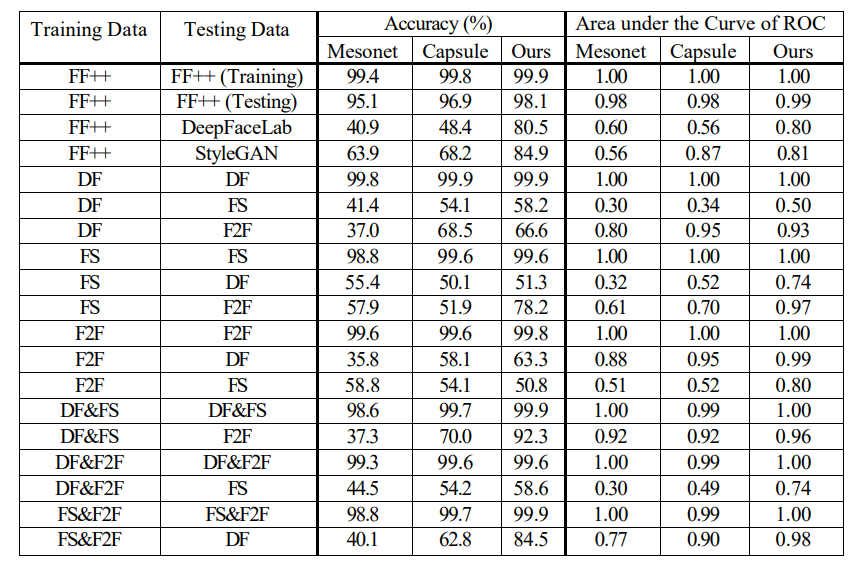 Training Data Testing Data Accuracy (%) Area under the Curve of ROC
Mesonet Capsule Ours Mesonet Capsule Ours
FF++ FF++ (Training) 99.4 99.8 99.9 1.00 1.00 1.00
FF++ FF++ (Testing) 95.1 96.9 98.1 0.98 0.98 0.99
FF++ DeepFaceLab 40.9 48.4 80.5 0.60 0.56 0.80
FF++ StyleGAN 63.9 68.2 84.9 0.56 0.87 0.81
DF DF 99.8 99.9 99.9 1.00 1.00 1.00
DF FS 41.4 54.1 58.2 0.30 0.34 0.50
DF F2F 37.0 68.5 66.6 0.80 0.95 0.93
FS FS 98.8 99.6 99.6 1.00 1.00 1.00
FS DF 55.4 50.1 51.3 0.32 0.52 0.74
FS F2F 57.9 51.9 78.2 0.61 0.70 0.97
F2F F2F 99.6 99.6 99.8 1.00 1.00 1.00
F2F DF 35.8 58.1 63.3 0.88 0.95 0.99
F2F FS 58.8 54.1 50.8 0.51 0.52 0.80
DF&FS DF&FS 98.6 99.7 99.9 1.00 0.99 1.00
DF&FS F2F 37.3 70.0 92.3 0.92 0.92 0.96
DF&F2F DF&F2F 99.3 99.6 99.6 1.00 0.99 1.00
DF&F2F FS 44.5 54.2 58.6 0.30 0.49 0.74
FS&F2F FS&F2F 98.8 99.7 99.9 1.00 0.99 1.00
FS&F2F DF 40.1 62.8 84.5 0.77 0.90 0.98